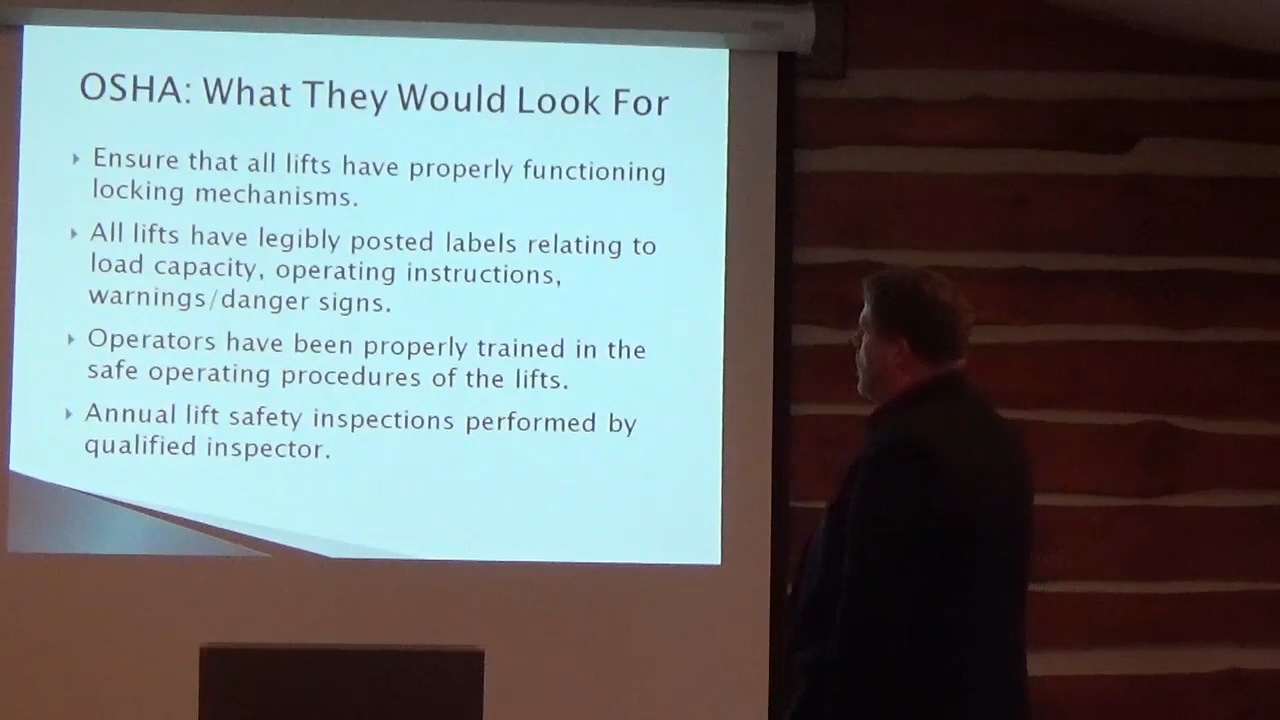 OSHA: What They Would Look For
Ensure that all lifts have properly functioning
locking mechanisms.
All lifts have legibly posted labels relating to
load capacity, operating instructions,
warnings/danger signs.
Operators have been properly trained in the
safe operating procedures of the lifts.
Annual lift safety inspections performed by
qualified inspector.